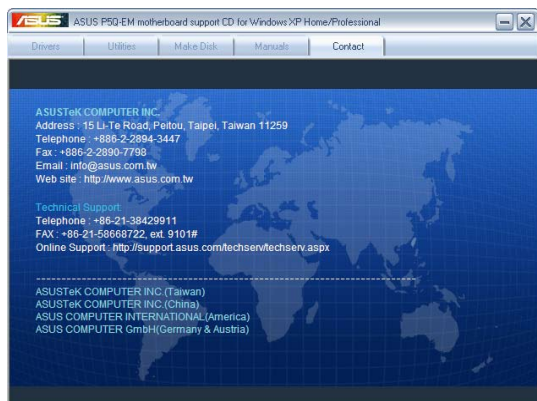 ASUS ASUS P5Q-EM motherboard support CD for Windows XP Home/Professional
Drivers Utilities Make Disk Manuals Contact
ASUSTeK COMPUTER INC.
Address : 15 Li-Te Road, Peitou, Taipei, Taiwan 11259
Telephone : +886-2-2894-3447
Fax : +886-2-2890-7798
Email : info@asus.com.tw
Web site : http://www.asus.com.tw
Technical Support
Telephone : +86-21-38429911
FAX : +86-21-58668722, ext. 9101#
Online Support : http://support.asus.com/techserv/techserv.aspx
ASUSTeK COMPUTER INC.(Taiwan)
ASUSTeK COMPUTER INC.(China)
ASUS COMPUTER INTERNATIONAL(America)
ASUS COMPUTER GmbH(Germany & Austria)